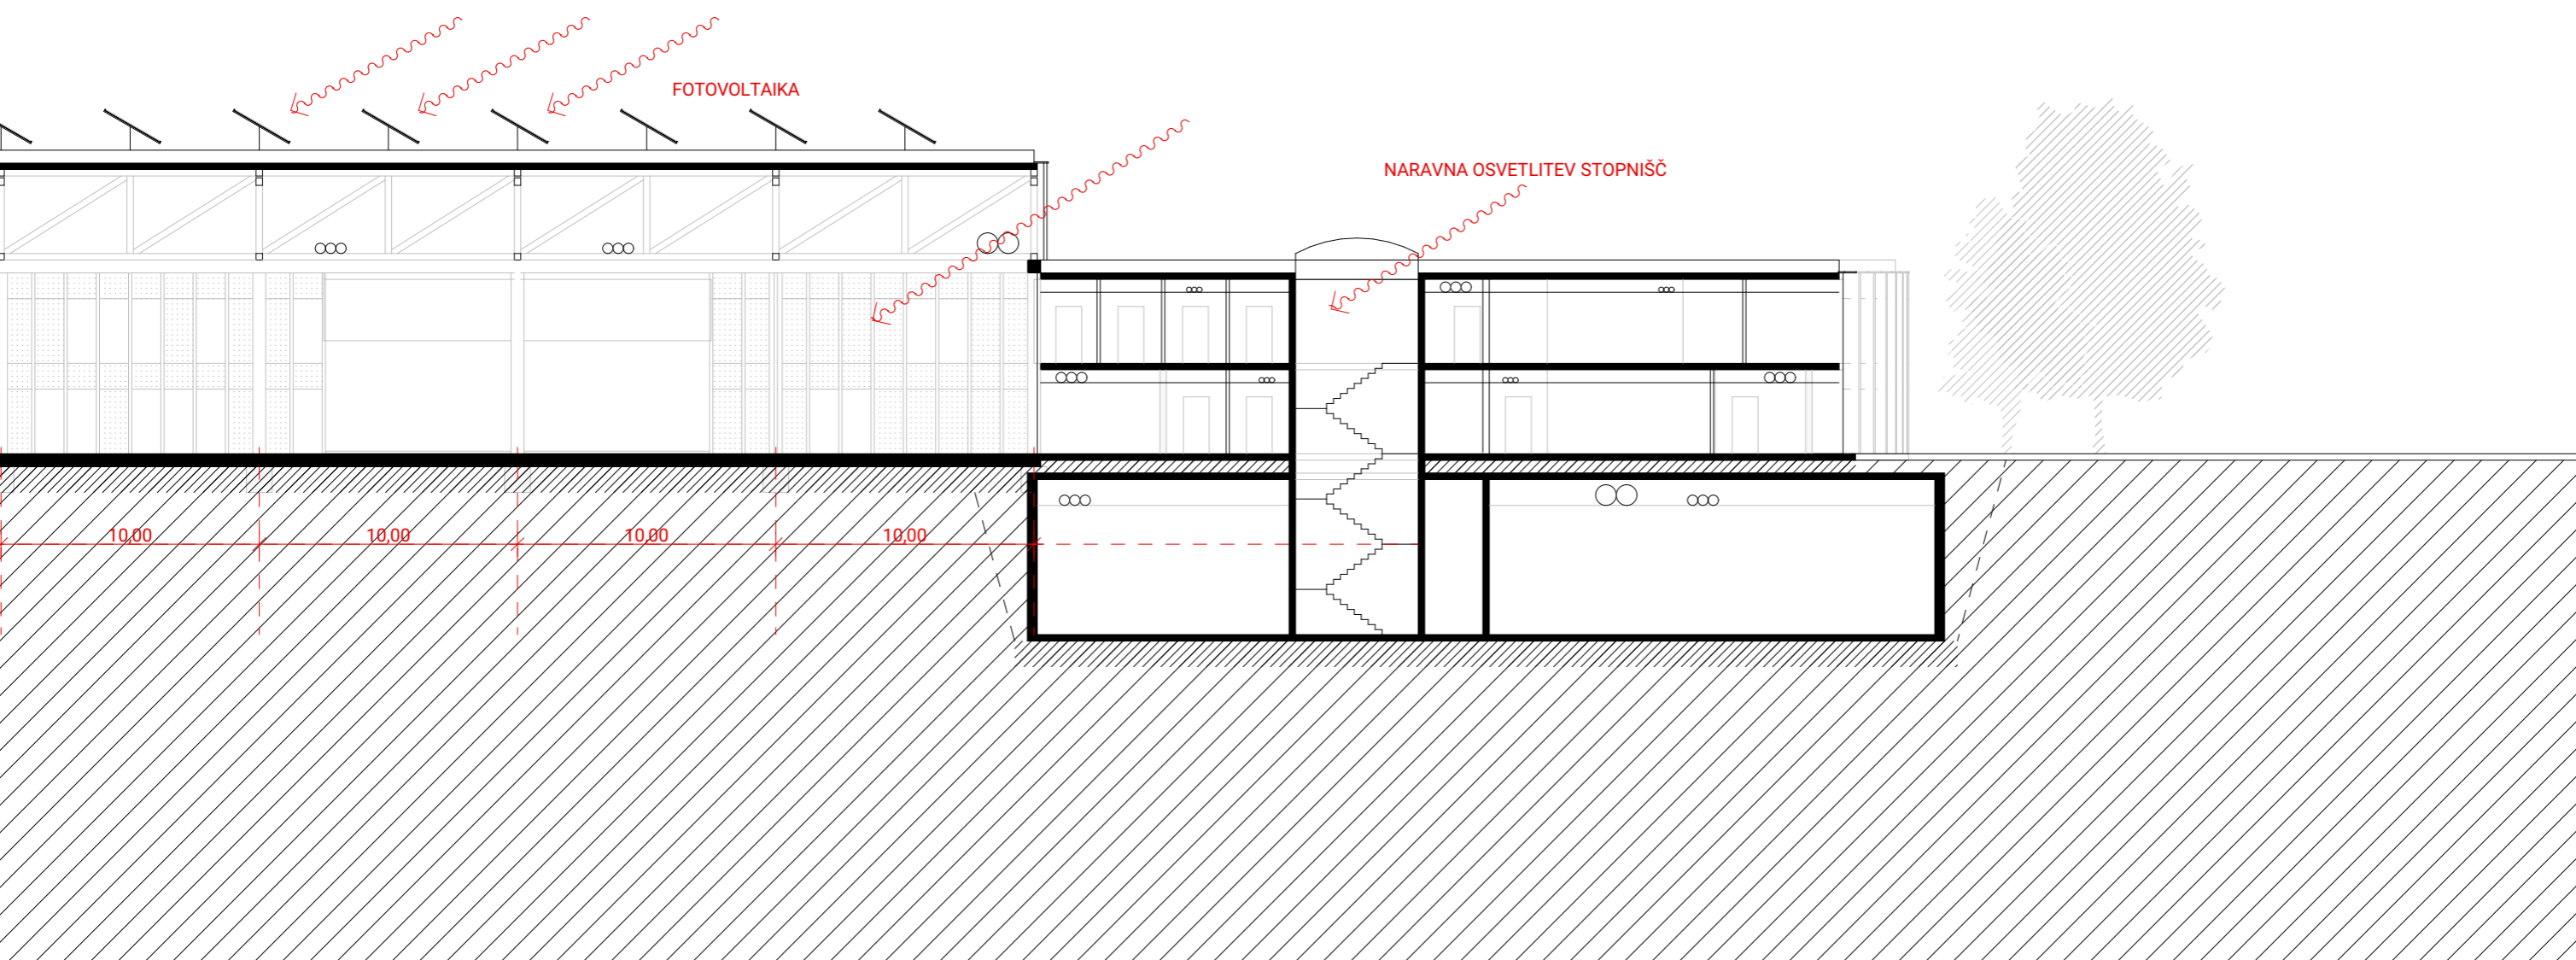 FOTOVOLTAIKA
NARAVNA OSVETLITEV STOPNIŠČ
10,00
10,00
10,00
10,00